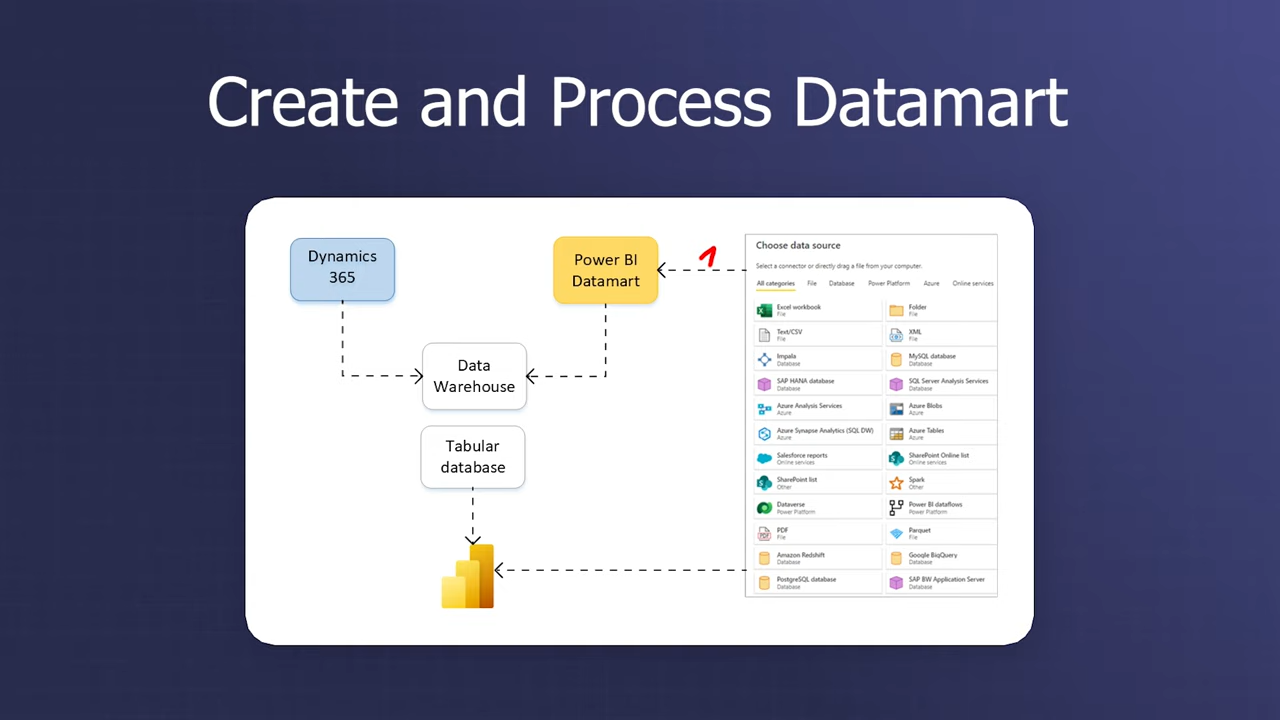 Create and Process Datamart
Dynamics
365
Power BI
Datamart
1
Data
Warehouse
Tabular
database
Choose data source
Select a connector or directly drag a file from your computer.
All categories File Database Power Platform Azure Online services
Excel workbook
File
Folder
File
Text/CSV
File
XML
File
Impala
Database
MySQL database
Database
SAP HANA database
Database
SQL Server Analysis Services
Database
Azure Analysis Services
Azure
Azure Blobs
Azure
Azure Synapse Analytics (SQL DW)
Azure
Azure Tables
Azure
Salesforce reports
Online services
SharePoint Online list
Online services
SharePoint list
Other
Spark
Other
Dataverse
Power Platform
Power BI dataflows
Power Platform
PDF
File
Parquet
File
Amazon Redshift
Database
Google BigQuery
Database
PostgreSQL database
Database
SAP BW Application Server
Database